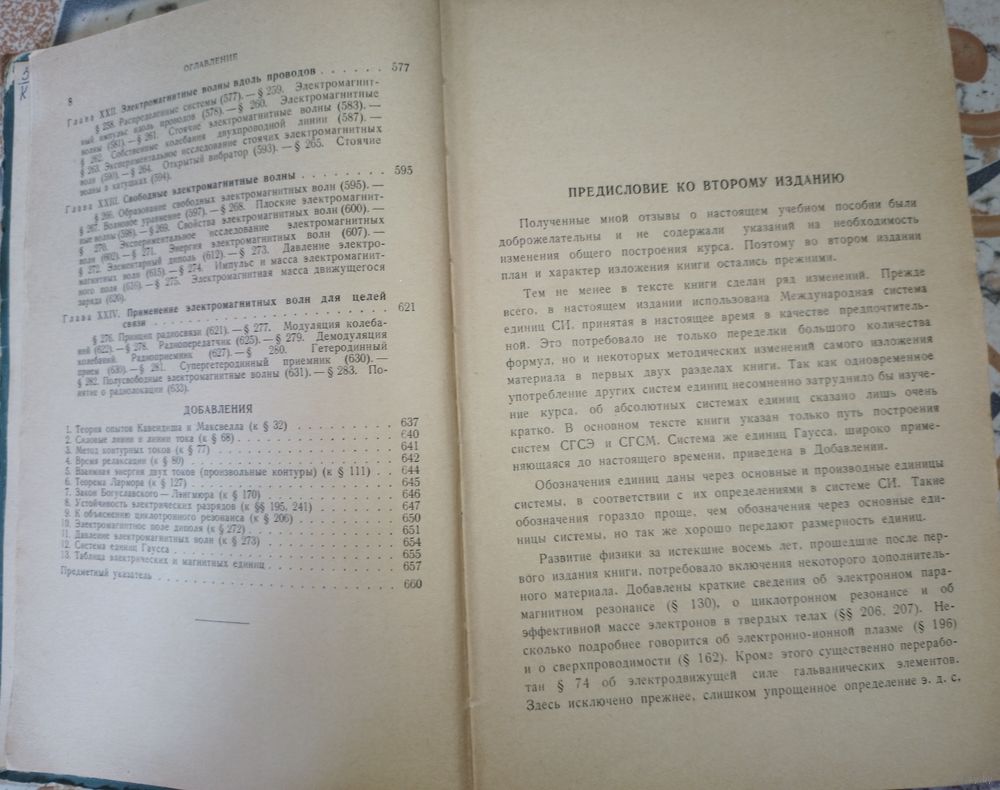 ОГЛАВЛЕНИЕ
8
Глава XXII. Электромагнитные волны вдоль проводов . . . . . . 577
§ 258. Распределенные системы (577). — § 259. Электромагнит-
ный импульс вдоль проводов (578). — § 260. Электромагнитные
волны (581). — § 261. Стоячие электромагнитные волны (583). —
§ 262. Собственные колебания двухпроводной линии (587). —
§ 263. Экспериментальное исследование стоячих электромагнитных
волн (590). — § 264. Открытый вибратор (593). — § 265. Стоячие
волны в катушках (594).
Глава XXIII. Свободные электромагнитные волны . . . . . . . . 595
§ 266. Образование свободных электромагнитных волн (595). —
§ 267. Волновое уравнение (597). — § 268. Плоские электромагнит-
ные волны (598). — § 269. Свойства электромагнитных волн (600). —
§ 270. Экспериментальное исследование электромагнитных
волн (602). — § 271. Энергия электромагнитных волн (607). —
§ 272. Элементарный диполь (612). — § 273. Давление электро-
магнитных волн (615). — § 274. Импульс и масса электромагнит-
ного поля (616). — § 275. Электромагнитная масса движущегося
заряда (620).
Глава XXIV. Применение электромагнитных волн для целей
связи . . . . . . . . . . . . . . . . . . . . . 621
§ 276. Принцип радиосвязи (621). — § 277. Модуляция колеба-
ний (622). — § 278. Радиопередатчик (625). — § 279. Демодуляция
колебаний. Радиоприемник (627). — § 280. Гетеродинный
прием (630). — § 281. Супергетеродинный приемник (630). —
§ 282. Полусвободные электромагнитные волны (631). — § 283. По-
нятие о радиолокации (633).
ДОБАВЛЕНИЯ
1. Теория опытов Кавендиша и Максвелла (к § 32) . . . . . . . 637
2. Силовые линии и линии тока (к § 68) . . . . . . . . . . . . 640
3. Метод контурных токов (к § 77) . . . . . . . . . . . . . . 641
4. Время релаксации (к § 80) . . . . . . . . . . . . . . . . 642
5. Взаимная энергия двух токов (произвольные контуры) (к § 111) . . . . 644
6. Теорема Лармора (к § 127) . . . . . . . . . . . . . . . . 645
7. Закон Богуславского — Лэнгмюра (к § 170) . . . . . . . . . 646
8. Устойчивость электрических разрядов (к §§ 195, 241) . . . . . . 647
9. К объяснению циклотронного резонанса (к § 206) . . . . . . . 650
10. Электромагнитное поле диполя (к § 272) . . . . . . . . . . 651
11. Давление электромагнитных волн (к § 273) . . . . . . . . . 654
12. Система единиц Гаусса . . . . . . . . . . . . . . . . . . 655
13. Таблица электрических и магнитных единиц . . . . . . . . . 657
Предметный указатель . . . . . . . . . . . . . . . . . . . . 660
ПРЕДИСЛОВИЕ КО ВТОРОМУ ИЗДАНИЮ
Полученные мной отзывы о настоящем учебном пособии были
доброжелательны и не содержали указаний на необходимость
изменения общего построения курса. Поэтому во втором издании
план и характер изложения книги остались прежними.
Тем не менее в тексте книги сделан ряд изменений. Прежде
всего, в настоящем издании использована Международная система
единиц СИ, принятая в настоящее время в качестве предпочтитель-
ной. Это потребовало не только переделки большого количества
формул, но и некоторых методических изменений самого изложения
материала в первых двух разделах книги. Так как одновременное
употребление других систем единиц несомненно затруднило бы изуче-
ние курса, об абсолютных системах единиц сказано лишь очень
кратко. В основном тексте книги указан только путь построения
систем СГСЭ и СГСМ. Система же единиц Гаусса, широко приме-
няющаяся до настоящего времени, приведена в Добавлении.
Обозначения единиц даны через основные и производные единицы
системы, в соответствии с их определениями в системе СИ. Такие
обозначения гораздо проще, чем обозначения через основные еди-
ницы системы, но так же хорошо передают размерность единиц.
Развитие физики за истекшие восемь лет, прошедшие после пер-
вого издания книги, потребовало включения некоторого дополнитель-
ного материала. Добавлены краткие сведения об электронном пара-
магнитном резонансе (§ 130), о циклотронном резонансе и об
эффективной массе электронов в твердых телах (§§ 206, 207). Не-
сколько подробнее говорится об электронно-ионной плазме (§ 196)
и о сверхпроводимости (§ 162). Кроме этого существенно перерабо-
тан § 74 об электродвижущей силе гальванических элементов.
Здесь исключено прежнее, слишком упрощенное определение э. д. с.